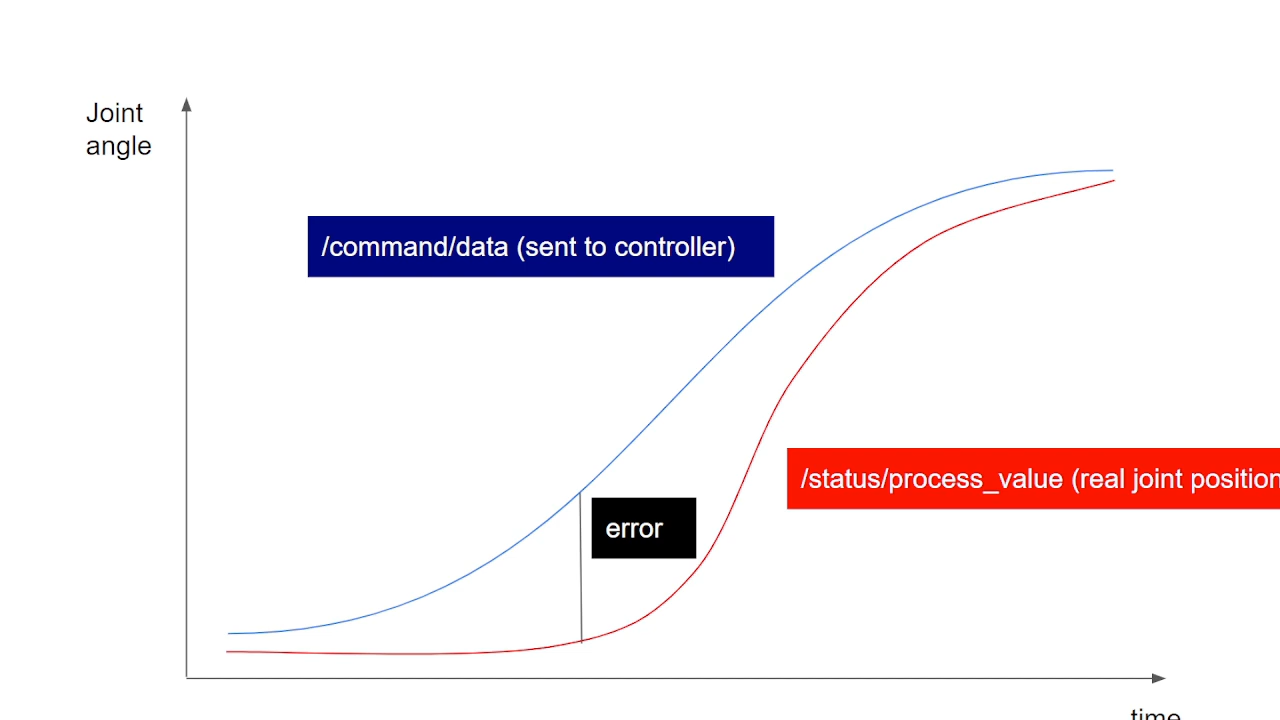 Joint
angle
/command/data (sent to controller)
/status/process_value (real joint position
error
time